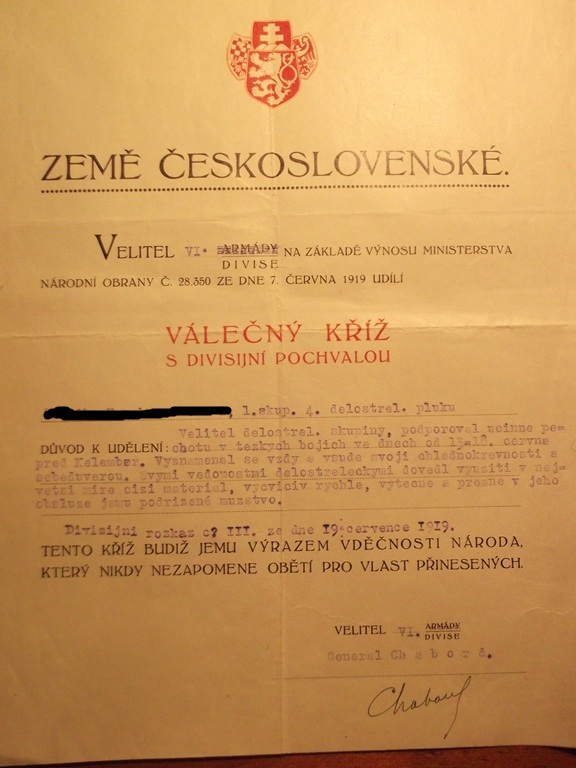 ZEMĚ ČESKOSLOVENSKÉ.
VELITEL VI. ARMÁDY NA ZÁKLADĚ VÝNOSU MINISTERSTVA
DIVISE
NÁRODNÍ OBRANY Č. 28.350 ZE DNE 7. ČERVNA 1919 UDÍLÍ
VÁLEČNÝ KŘÍŽ
S DIVISIJNÍ POCHVALOU
, 1.skup. 4. delostrel. pluku
Velitel delostrel. skupiny, podporoval ucinne pe-
DŮVOD K UDĚLENÍ: chotu v tezkych bojich ve dnech od 13-18. cervna
pred Kelembér. Vyznamenal se vzdy a vsude svoji chladnokrevnosti a
sebeduverou. Svymi vedomostmi delostreleckymi dovedl vyuziti v nej-
vetsi mire cizi material, vycviciv rychle, vytecne a presne v jeho
obsluze jemu podrizene muzstvo.
Divisijni rozkaz c? III. ze dne 19.cervence 1919.
TENTO KŘÍŽ BUDIŽ JEMU VÝRAZEM VDĚČNOSTI NÁRODA,
KTERÝ NIKDY NEZAPOMENE OBĚTÍ PRO VLAST PŘINESENÝCH.
VELITEL VI. ARMÁDY
DIVISE
General Chabord.
Chabord